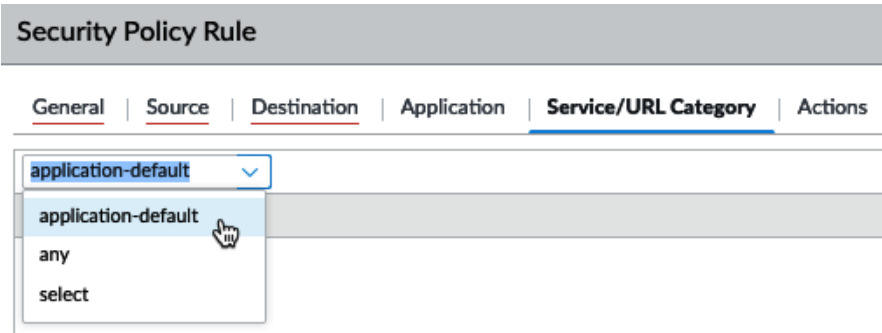 Security Policy Rule
General | Source | Destination | Application | Service/URL Category | Actions
application-default
application-default
any
select